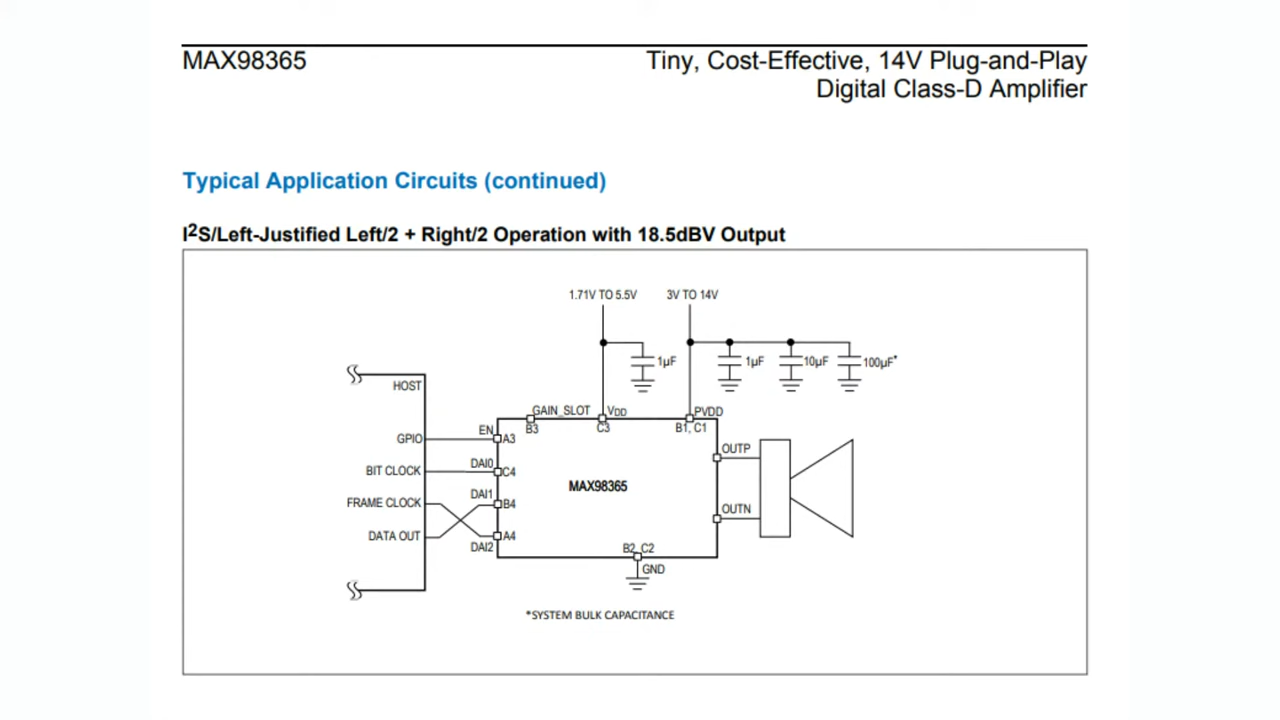 MAX98365
Tiny, Cost-Effective, 14V Plug-and-Play
Digital Class-D Amplifier
Typical Application Circuits (continued)
I2S/Left-Justified Left/2 + Right/2 Operation with 18.5dBV Output
1.71V TO 5.5V
3V TO 14V
1µF
1µF
10µF
100µF*
HOST
GPIO
BIT CLOCK
FRAME CLOCK
DATA OUT
EN
DAI0
DAI1
DAI2
A3
C4
B4
A4
GAIN_SLOT
B3
VDD
C3
PVDD
B1, C1
MAX98365
OUTP
OUTN
B2, C2
GND
*SYSTEM BULK CAPACITANCE